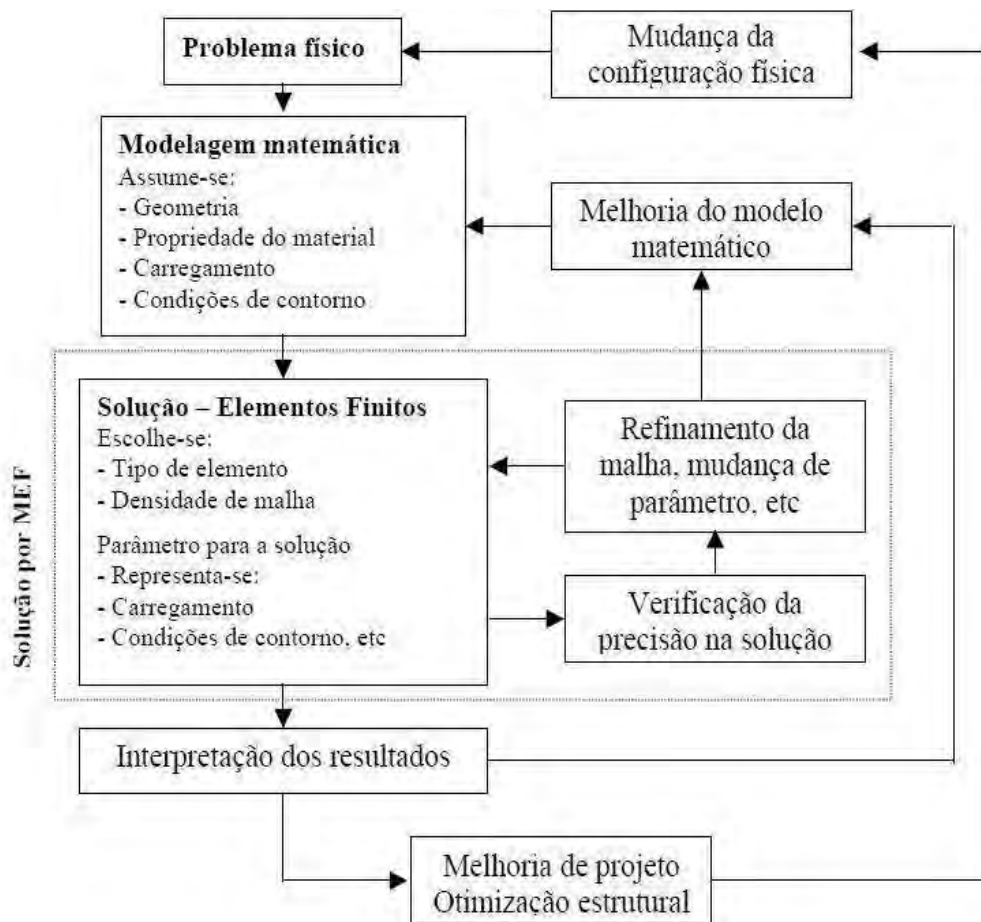 Problema físico
Mudança da
configuração física
Modelagem matemática
Assume-se:
- Geometria
- Propriedade do material
- Carregamento
- Condições de contorno
Melhoria do modelo
matemático
Solução por MEF
Solução – Elementos Finitos
Escolhe-se:
- Tipo de elemento
- Densidade de malha
Parâmetro para a solução
- Representa-se:
- Carregamento
- Condições de contorno, etc
Refinamento da
malha, mudança de
parâmetro, etc
Verificação da
precisão na solução
Interpretação dos resultados
Melhoria de projeto
Otimização estrutural